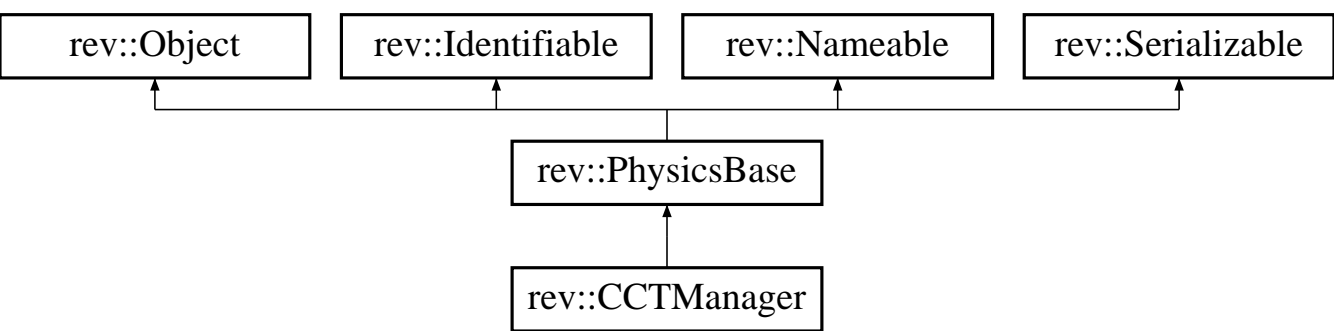 rev::Object rev::Identifiable rev::Nameable rev::Serializable
rev::PhysicsBase
rev::CCTManager